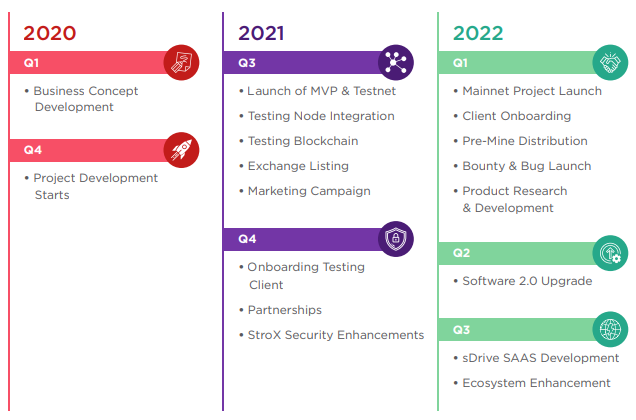 2020
Q1
• Business Concept
Development
Q4
• Project Development
Starts
2021
Q3
• Launch of MVP & Testnet
• Testing Node Integration
• Testing Blockchain
• Exchange Listing
• Marketing Campaign
Q4
• Onboarding Testing
Client
• Partnerships
• StroX Security Enhancements
2022
Q1
• Mainnet Project Launch
• Client Onboarding
• Pre-Mine Distribution
• Bounty & Bug Launch
• Product Research
& Development
Q2
• Software 2.0 Upgrade
Q3
• sDrive SAAS Development
• Ecosystem Enhancement